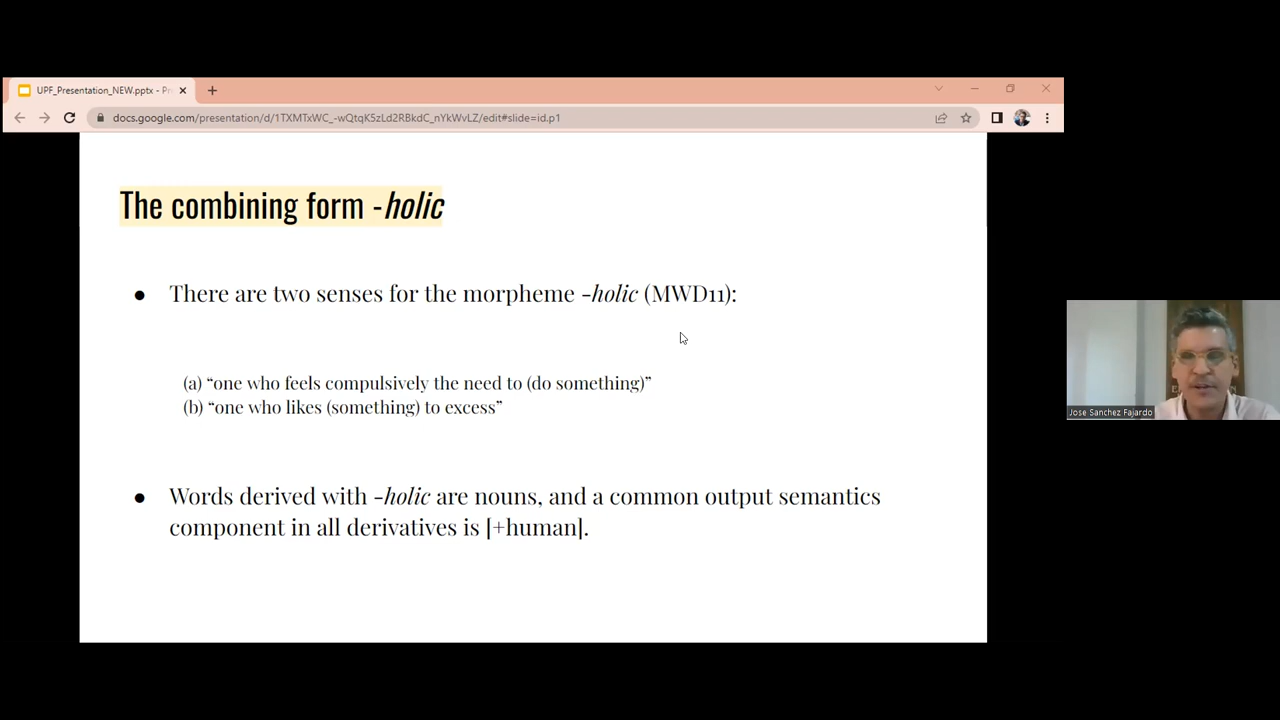 UPF_Presentation_NEW.pptx - Pr
docs.google.com/presentation/d/1TXMTxWC_-wQtqK5zLd2RBkdC_nYkWvLZ/edit#slide=id.p1
The combining form -holic
● There are two senses for the morpheme -holic (MWD11):
(a) “one who feels compulsively the need to (do something)”
(b) “one who likes (something) to excess”
● Words derived with -holic are nouns, and a common output semantics
component in all derivatives is [+human].
Jose Sanchez Fajardo